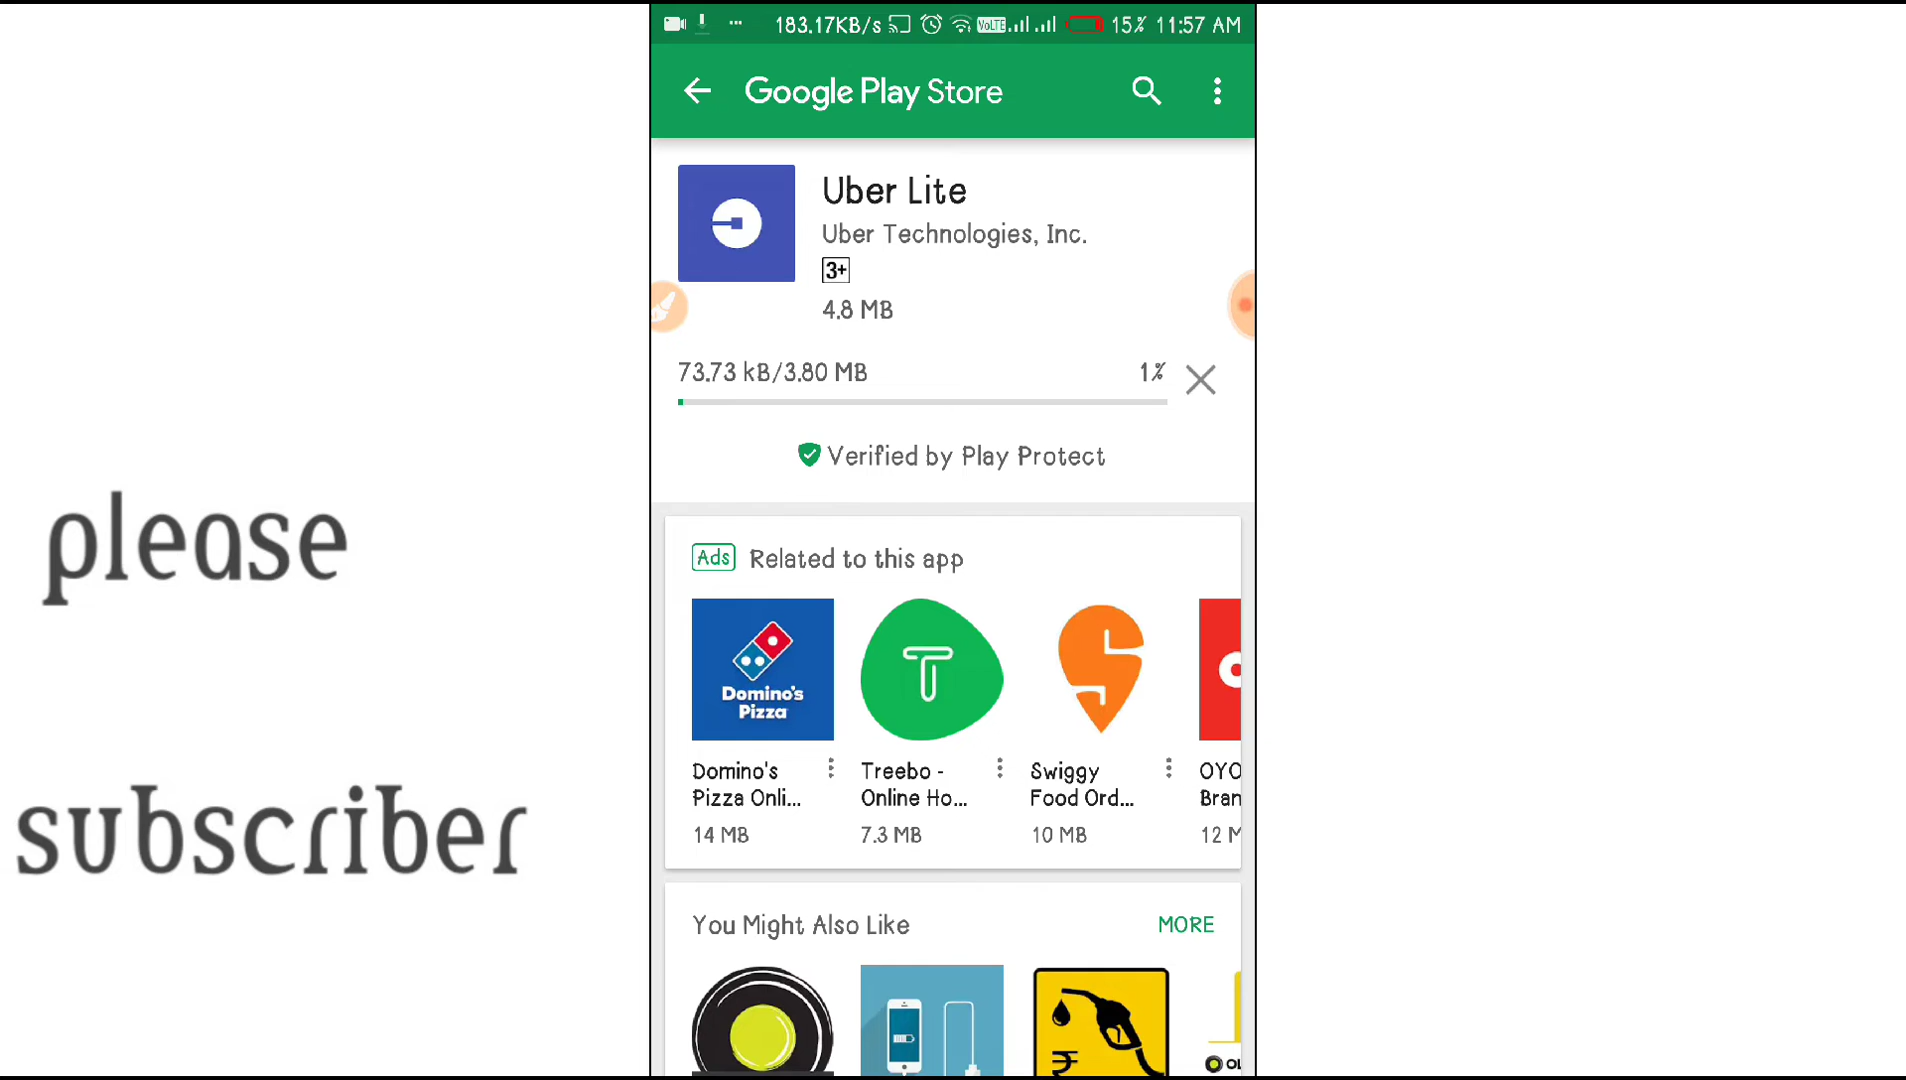 183.17KB/s VoLTE 15% 11:57 AM
Google Play Store
Uber Lite
Uber Technologies, Inc.
3+
4.8 MB
73.73 kB/3.80 MB 1%
Verified by Play Protect
please
subscriber
Ads Related to this app
Domino's Pizza
Domino's Pizza Onli...
14 MB
Treebo - Online Ho...
7.3 MB
Swiggy Food Ord...
10 MB
OYO Bran
12 M
You Might Also Like MORE
₹
OL